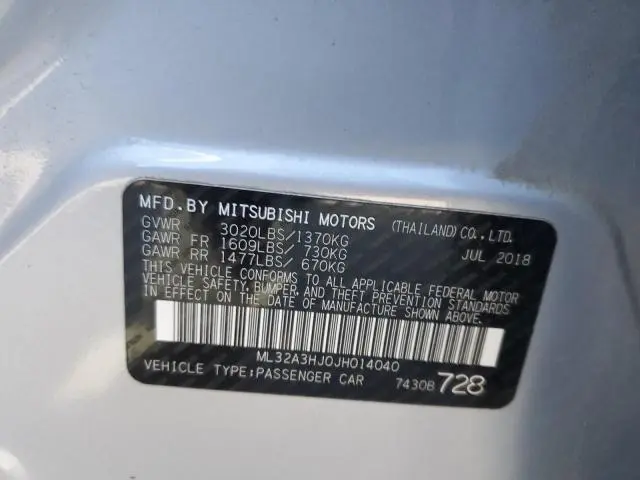 MFD.BY MITSUBISHI MOTORS (THAILAND) CO.,LTD.
GVWR 3020LBS/1370KG JUL 2018
GAWR FR 1609LBS/ 730KG
GAWR RR 1477LBS/ 670KG
THIS VEHICLE CONFORMS TO ALL APPLICABLE FEDERAL MOTOR
VEHICLE SAFETY,BUMPER,AND THEFT PREVENTION STANDARDS
IN EFFECT ON THE DATE OF MANUFACTURE SHOWN ABOVE.
ML32A3HJ0JH014040
VEHICLE TYPE:PASSENGER CAR 7430B 728